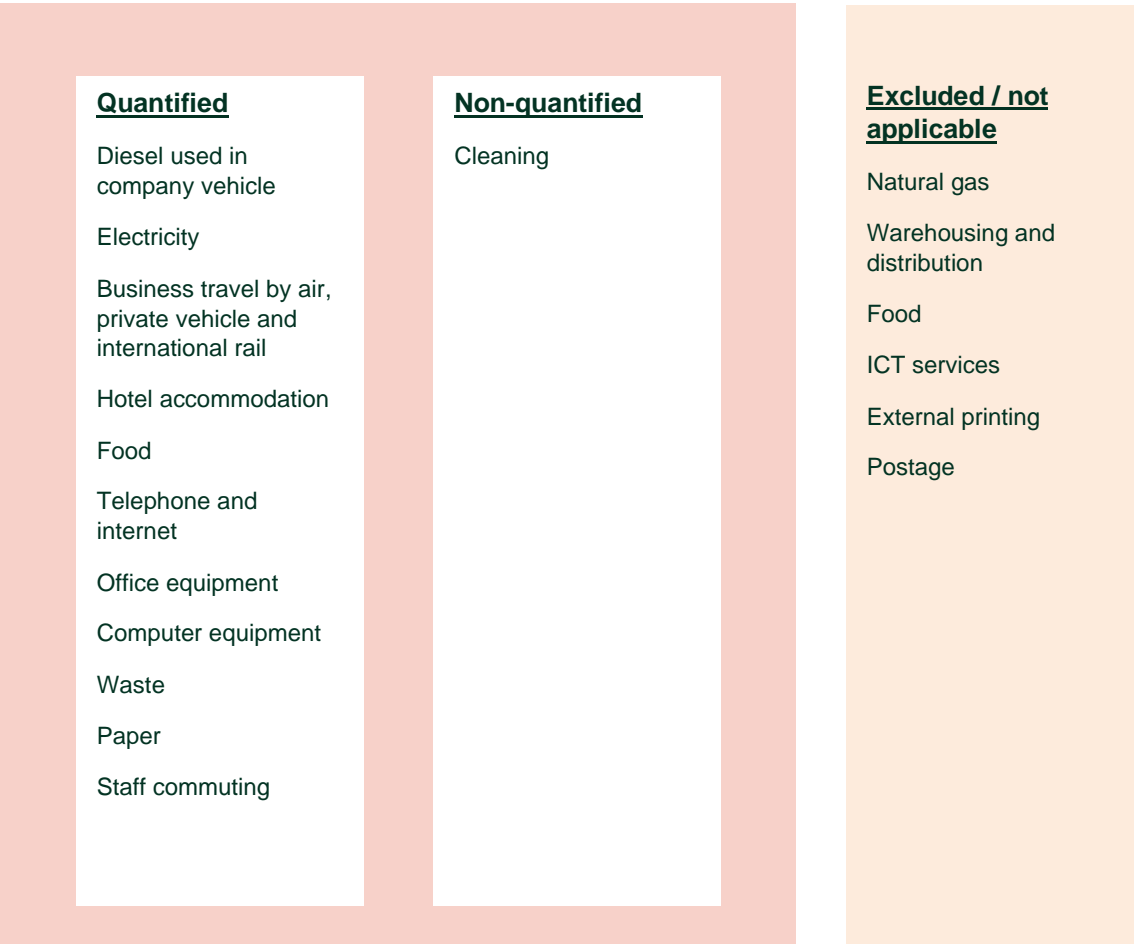 Quantified
Diesel used in
company vehicle
Electricity
Business travel by air,
private vehicle and
international rail
Hotel accommodation
Food
Telephone and
internet
Office equipment
Computer equipment
Waste
Paper
Staff commuting
Non-quantified
Cleaning
Excluded / not
applicable
Natural gas
Warehousing and
distribution
Food
ICT services
External printing
Postage